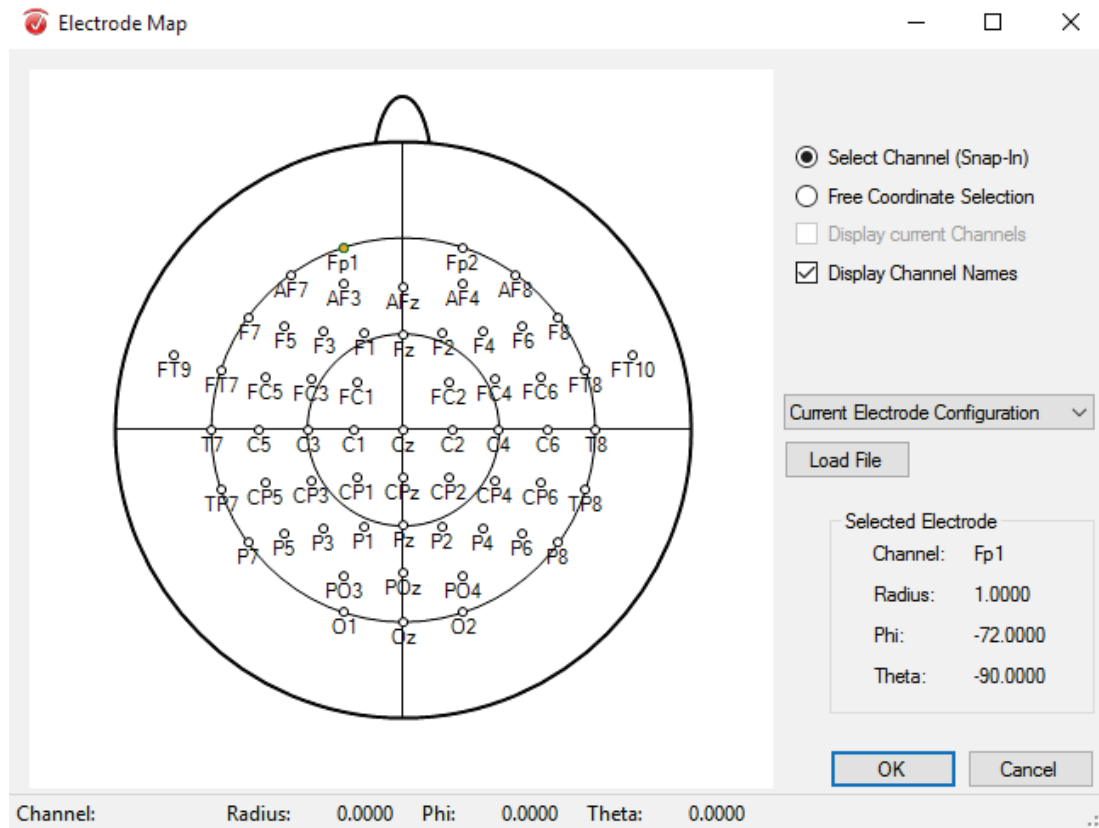 Electrode Map
Fp1 Fp2
AF7 AF3 AFz AF4 AF8
F7 F5 F3 F1 Fz F2 F4 F6 F8
FT9 FT7 FC5 FC3 FC1 FC2 FC4 FC6 FT8 FT10
T7 C5 C3 C1 Cz C2 C4 C6 T8
TP7 CP5 CP3 CP1 CPz CP2 CP4 CP6 TP8
P7 P5 P3 P1 Pz P2 P4 P6 P8
PO3 POz PO4
O1 Oz O2
Select Channel (Snap-In)
Free Coordinate Selection
Display current Channels
Display Channel Names
Current Electrode Configuration
Load File
Selected Electrode
Channel: Fp1
Radius: 1.0000
Phi: -72.0000
Theta: -90.0000
OK Cancel
Channel: Radius: 0.0000 Phi: 0.0000 Theta: 0.0000